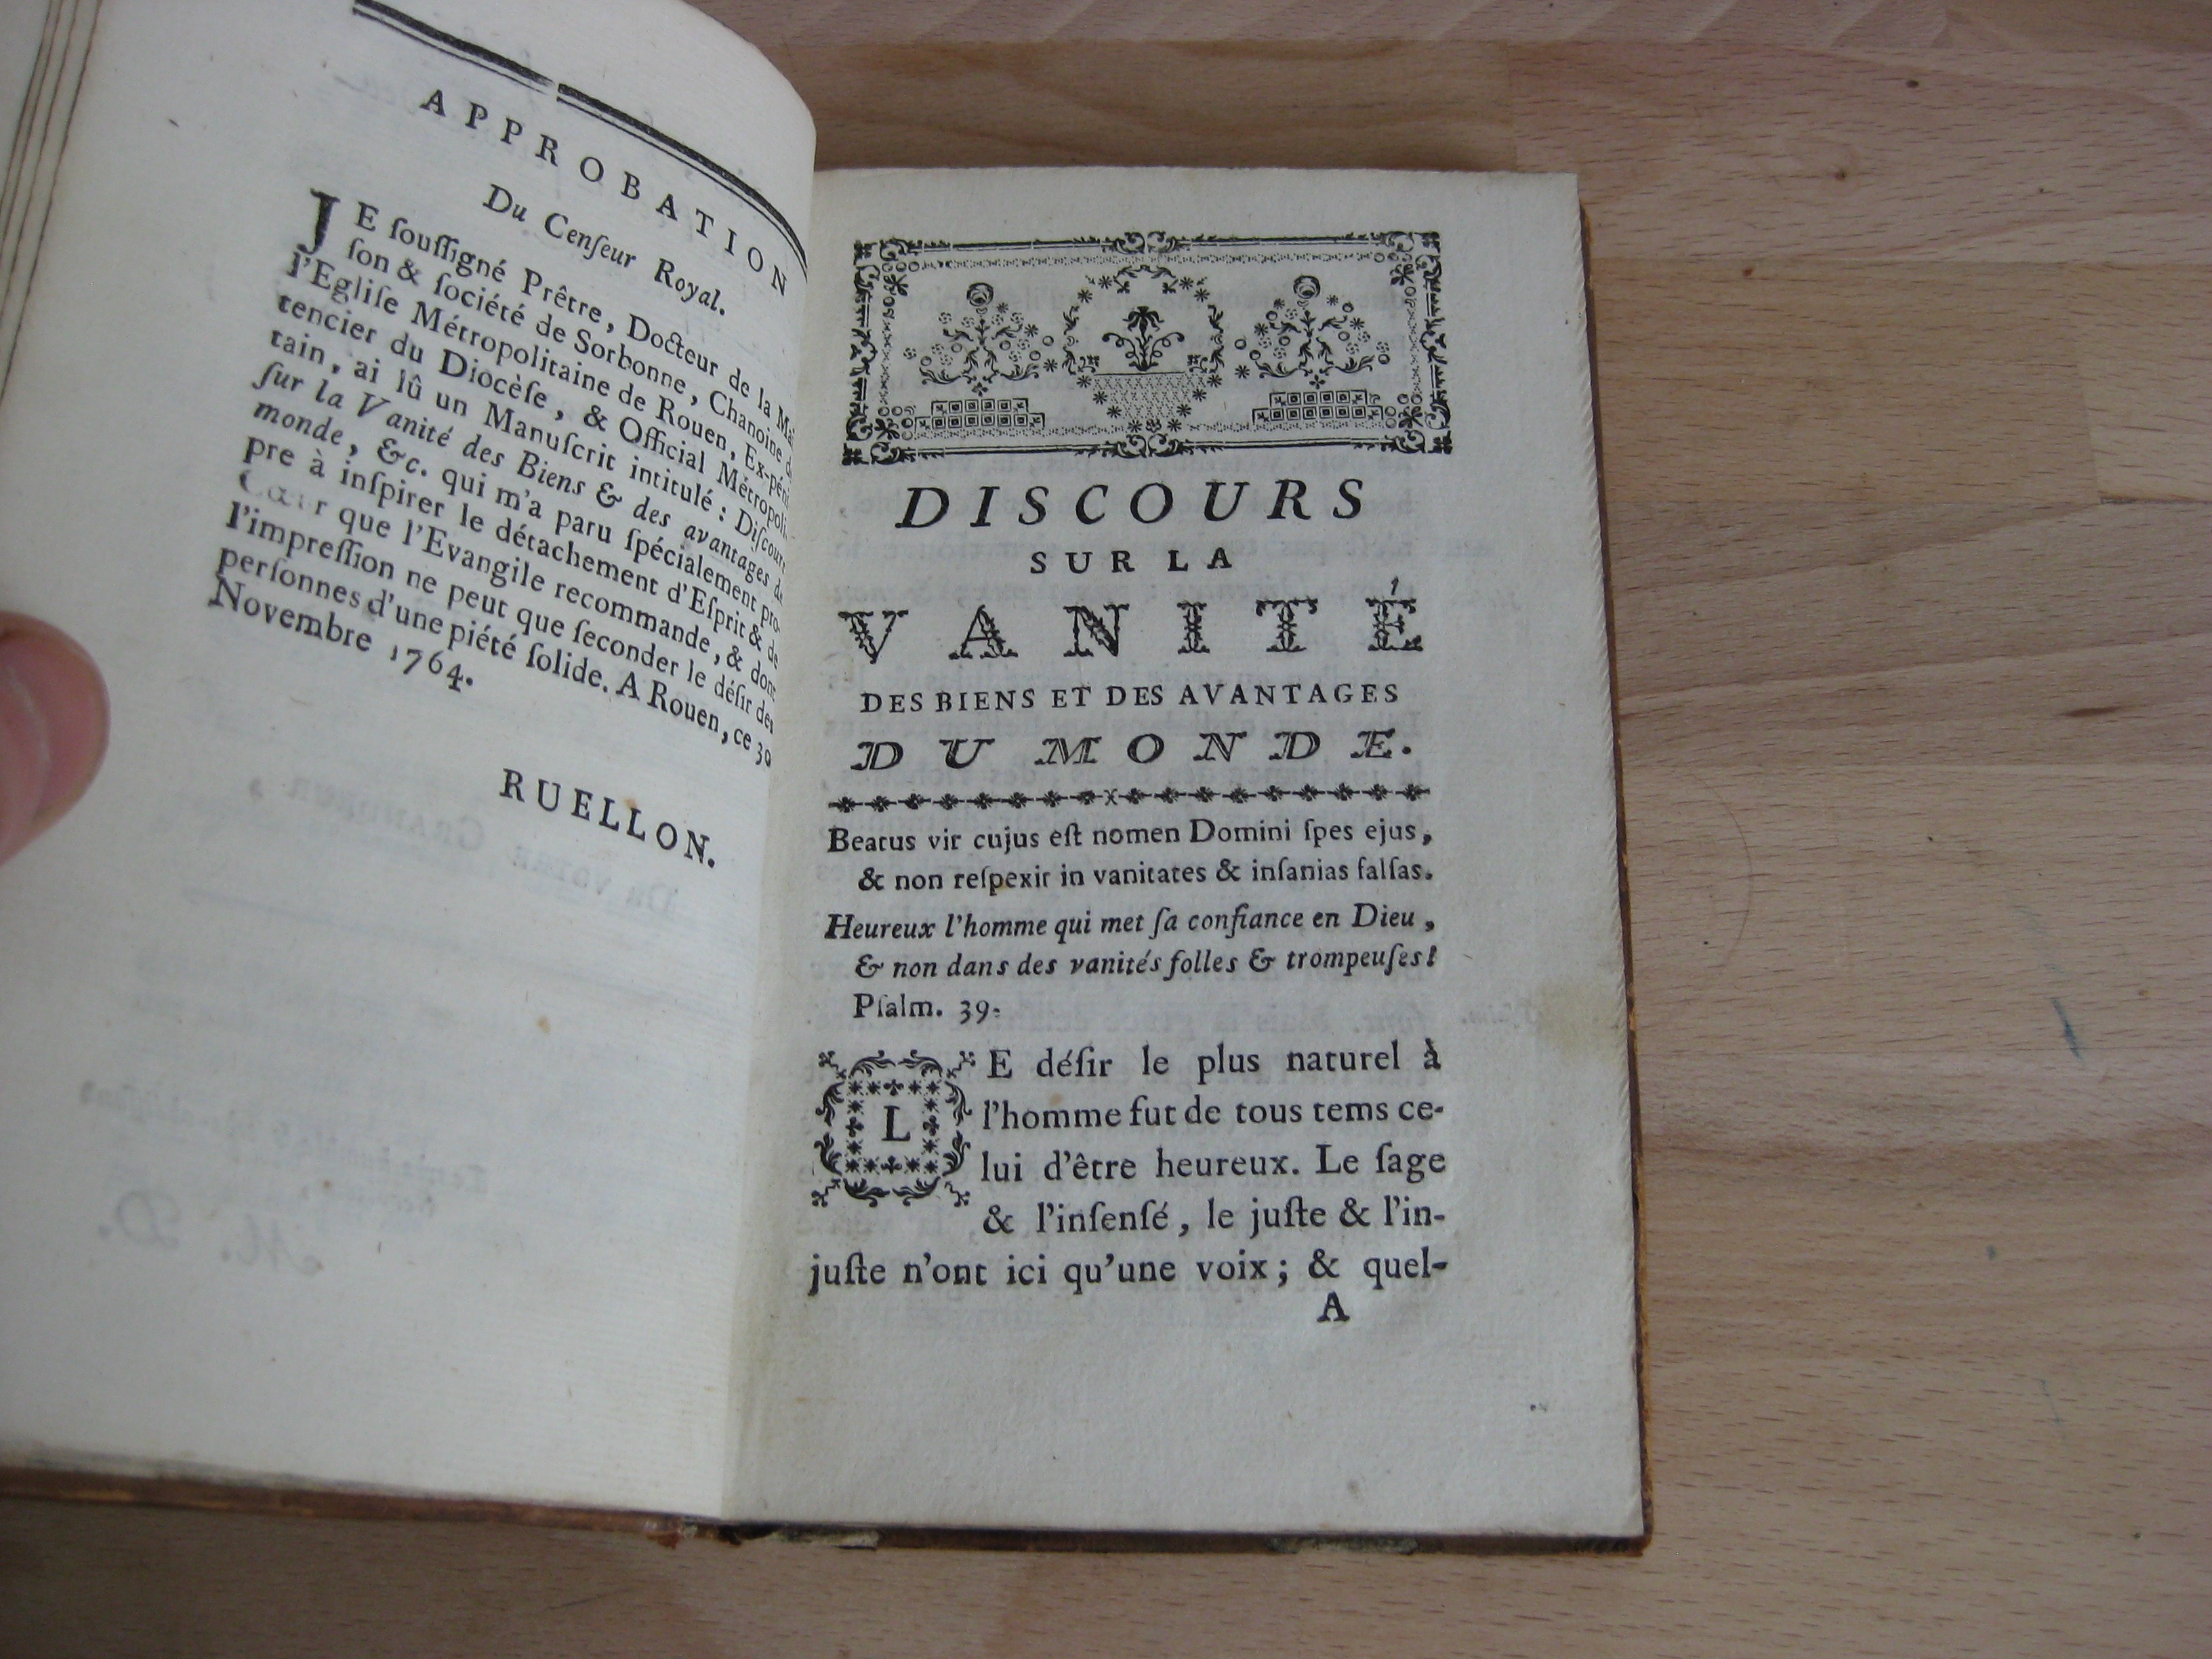 APPROBATION
Du Cenſeur Royal.
JE ſouſſigné Prêtre, Docteur de la Mai
ſon & ſociété de Sorbonne, Chanoine d
l'Egliſe Métropolitaine de Rouen, Ex-péni
tencier du Diocèſe, & Official Métropoli
tain, ai lû un Manuſcrit intitulé : Diſcours
ſur la Vanité des Biens & des avantages du
monde, &c. qui m'a paru ſpécialement pro-
pre à inſpirer le détachement d'Eſprit & de
Cœur que l'Evangile recommande, & dont
l'impreſſion ne peut que ſeconder le déſir des
perſonnes d'une piété ſolide. A Rouen, ce 30
Novembre 1764.
RUELLON.
DISCOURS
SUR LA
VANITÉ
DES BIENS ET DES AVANTAGES
DU MONDE.
Beatus vir cujus eſt nomen Domini ſpes ejus,
& non reſpexit in vanitates & inſanias falſas.
Heureux l'homme qui met ſa confiance en Dieu,
& non dans des vanités folles & trompeuſes!
Pſalm. 39.
LE déſir le plus naturel à
l'homme fut de tous tems ce-
lui d'être heureux. Le ſage
& l'inſenſé, le juſte & l'in-
juſte n'ont ici qu'une voix ; & quel-
A